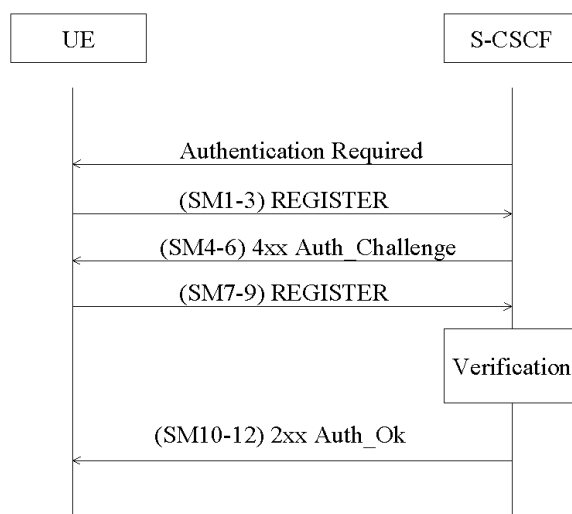 UE
S-CSCF
Authentication Required
(SM1-3) REGISTER
(SM4-6) 4xx Auth_Challenge
(SM7-9) REGISTER
Verification
(SM10-12) 2xx Auth_Ok